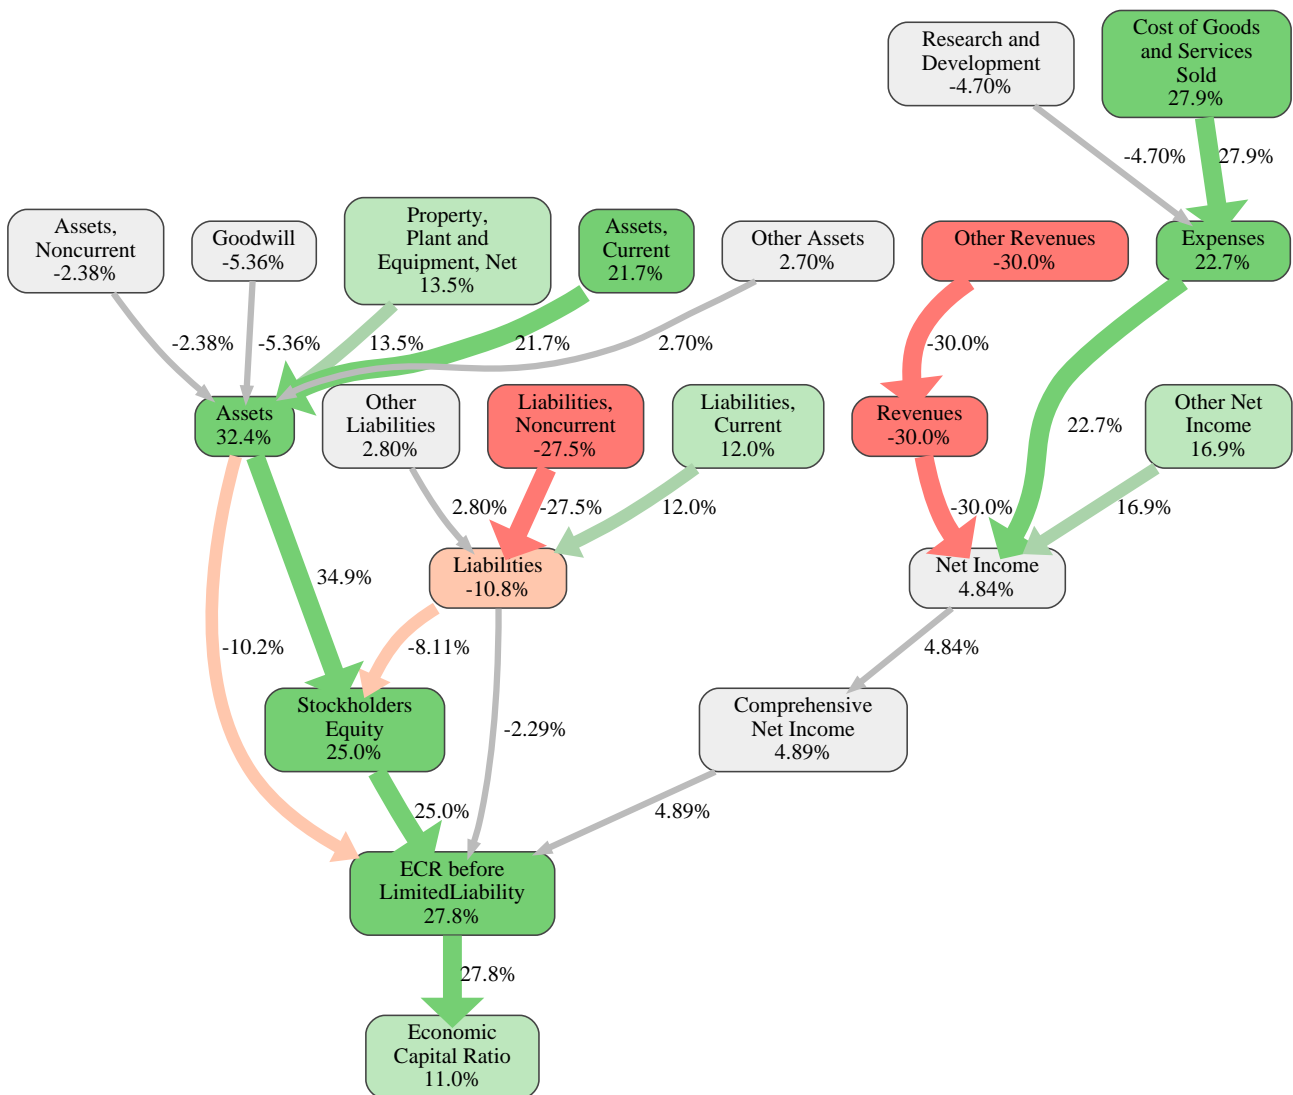 Research and
Development
-4.70%
Cost of Goods
and Services
Sold
27.9%
-4.70%
27.9%
Assets,
Noncurrent
-2.38%
Goodwill
-5.36%
Property,
Plant and
Equipment, Net
13.5%
Assets,
Current
21.7%
Other Assets
2.70%
Other Revenues
-30.0%
Expenses
22.7%
-2.38%
-5.36%
13.5%
21.7%
2.70%
-30.0%
22.7%
Assets
32.4%
Other
Liabilities
2.80%
Liabilities,
Noncurrent
-27.5%
Liabilities,
Current
12.0%
Revenues
-30.0%
Other Net
Income
16.9%
2.80%
-27.5%
12.0%
-30.0%
16.9%
34.9%
Liabilities
-10.8%
Net Income
4.84%
-10.2%
-8.11%
4.84%
Stockholders
Equity
25.0%
-2.29%
Comprehensive
Net Income
4.89%
25.0%
4.89%
ECR before
LimitedLiability
27.8%
27.8%
Economic
Capital Ratio
11.0%